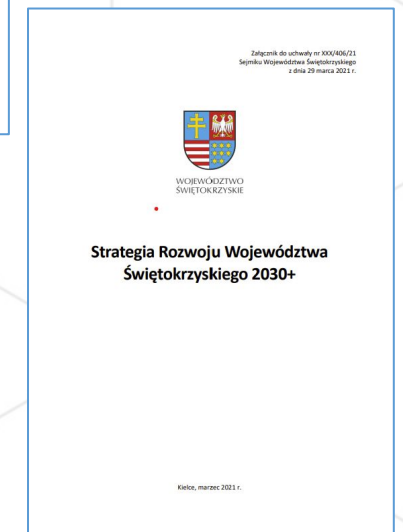 Załącznik do uchwały nr XXX/406/21
Sejmiku Województwa Świętokrzyskiego
z dnia 29 marca 2021 r.
WOJEWÓDZTWO
ŚWIĘTOKRZYSKIE
Strategia Rozwoju Województwa
Świętokrzyskiego 2030+
Kielce, marzec 2021 r.